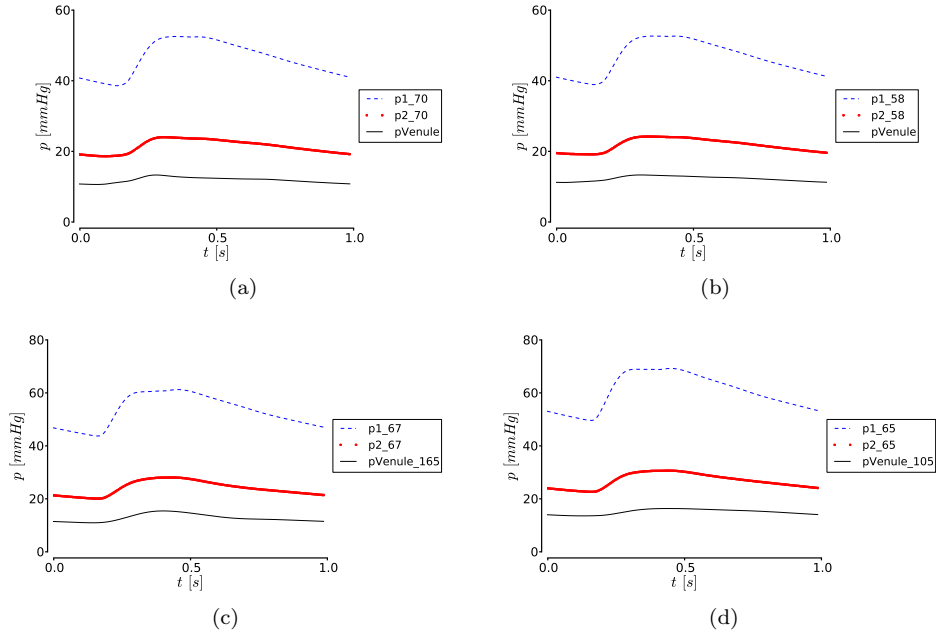 60
40
20
0
p [mmHg]
0.0
0.5
1.0
t [s]
p1_70
p2_70
pVenule
(a)
60
40
20
0
p [mmHg]
0.0
0.5
1.0
t [s]
p1_58
p2_58
pVenule
(b)
80
60
40
20
0
p [mmHg]
0.0
0.5
1.0
t [s]
p1_67
p2_67
pVenule_165
(c)
80
60
40
20
0
p [mmHg]
0.0
0.5
1.0
t [s]
p1_65
p2_65
pVenule_105
(d)